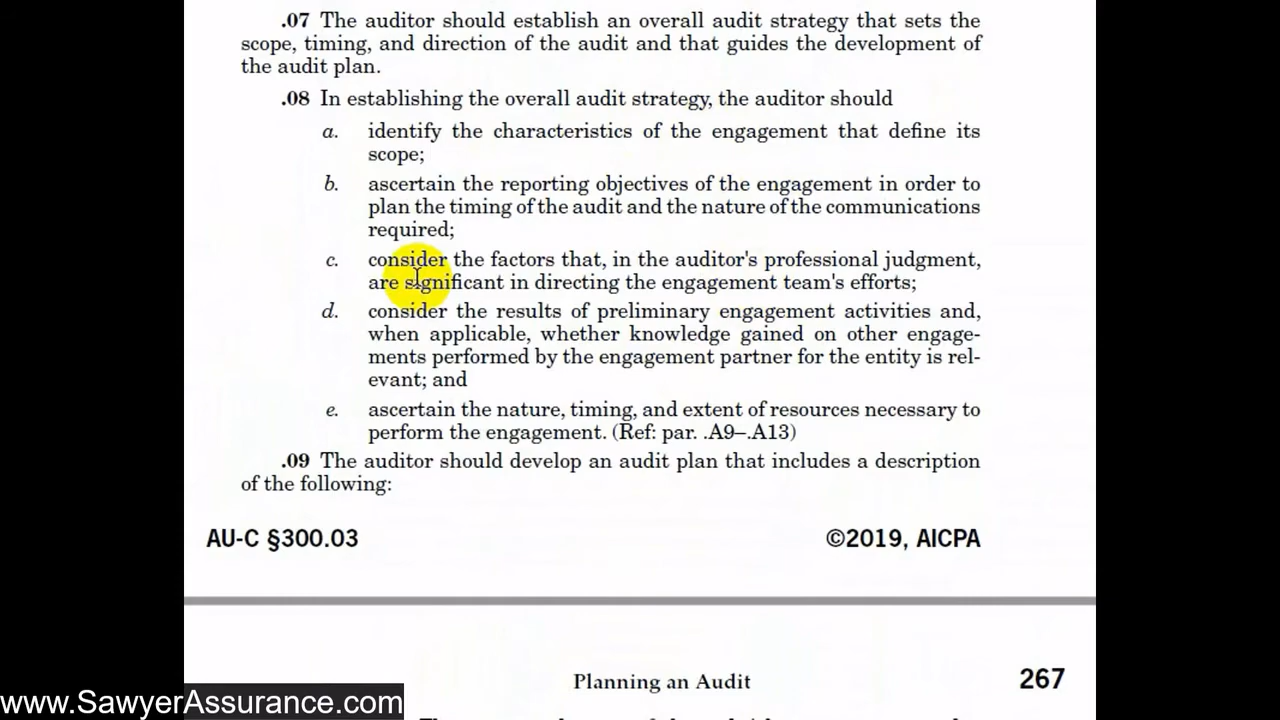 .07 The auditor should establish an overall audit strategy that sets the
scope, timing, and direction of the audit and that guides the development of
the audit plan.
.08 In establishing the overall audit strategy, the auditor should
a. identify the characteristics of the engagement that define its
scope;
b. ascertain the reporting objectives of the engagement in order to
plan the timing of the audit and the nature of the communications
required;
c. consider the factors that, in the auditor's professional judgment,
are significant in directing the engagement team's efforts;
d. consider the results of preliminary engagement activities and,
when applicable, whether knowledge gained on other engage-
ments performed by the engagement partner for the entity is rel-
evant; and
e. ascertain the nature, timing, and extent of resources necessary to
perform the engagement. (Ref: par. .A9–.A13)
.09 The auditor should develop an audit plan that includes a description
of the following:
AU-C §300.03 ©2019, AICPA
Planning an Audit 267
www.SawyerAssurance.com